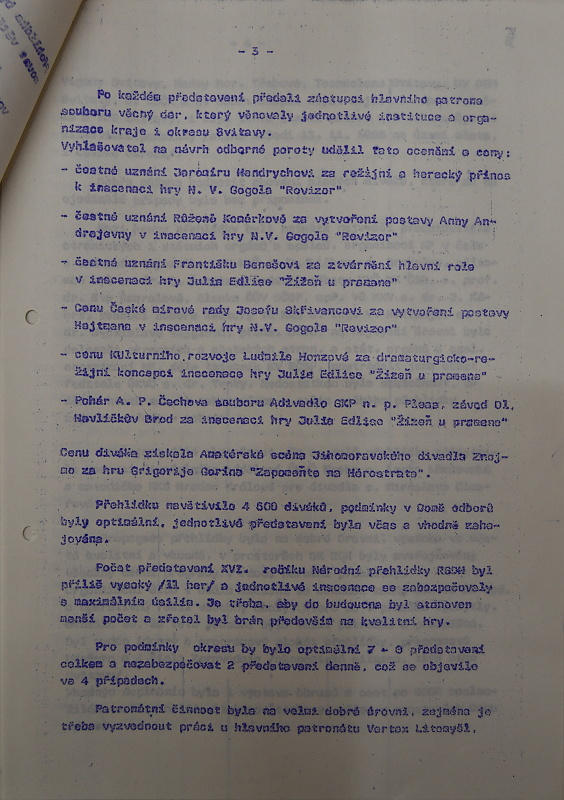 - 3 -
Po každém představení předali zástupci hlavního patrona
souboru věcný dar, který věnovaly jednotlivé instituce a orga-
nizace kraje i okresu Svitavy.
Vyhlašovatel na návrh odborné poroty udělil tato ocenění a ceny:
- čestné uznání Jaromíru Hendrychovi za režijní a herecký přínos
k inscenaci hry N. V. Gogola "Revizor"
- čestné uznání Růženě Komárkové za vytvoření postavy Anny An-
drejevny v inscenaci hry N.V. Gogola "Revizor"
- čestné uznání Františku Benešovi za ztvárnění hlavní role
v inscenaci hry Julia Edlise "Žízeň u pramene"
- Cenu České mírové rady Josefu Skřivancovi za vytvoření postavy
Hejtmana v inscenaci hry N.V. Gogola "Revizor"
- cenu Kulturního rozvoje Ludmile Honzové za dramaturgicko-re-
žijní koncepci inscenace hry Julia Edlise "Žízeň u pramene"
- Pohár A. P. Čechova souboru Adivadlo GKP n. p. Pleas, závod 01,
Havlíčkův Brod za inscenaci hry Julia Edlise "Žízeň u pramene"
Cenu diváka získala Amatérská scéna Jihomoravského divadla Znoj-
mo za hru Grigorije Gorina "Zapomeňte na Hérostrata".
Přehlídku navštívilo 4 600 diváků, podmínky v Domě odborů
byly optimální, jednotlivé představení byla včas a vhodně zaha-
jována.
Počet představení XVI. ročníku Národní přehlídky RSDH byl
příliš vysoký /11 her/ a jednotlivé inscenace se zabezpečovaly
s maximálním úsilím. Je třeba, aby do budoucna byl stanoven
menší počet a zřetel byl brán především na kvalitní hry.
Pro podmínky okresu by bylo optimální 7 - 8 představení
celkem a nezabezpečovat 2 představení denně, což se objevilo
ve 4 případech.
Patronátní činnost byla na velmi dobré úrovni, zejména je
třeba vyzvednout práci u hlavního patronátu Vertex Litomyšl,